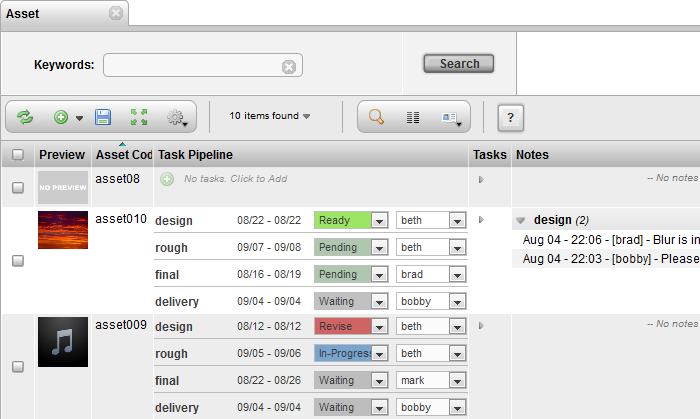 Asset
Keywords:
Search
10 items found
?
Preview Asset Cod Task Pipeline Tasks Notes
NO PREVIEW asset08 No tasks. Click to Add -- No notes
asset010 design 08/22 - 08/22 Ready beth design (2)
rough 09/07 - 09/08 Pending beth Aug 04 - 22:06 - [brad] - Blur is in
final 08/16 - 08/19 Pending brad Aug 04 - 22:03 - [bobby] - Please
delivery 09/04 - 09/04 Waiting bobby
asset009 design 08/12 - 08/12 Revise beth -- No notes
rough 09/05 - 09/06 In-Progress beth
final 08/22 - 08/26 Waiting mark
delivery 09/04 - 09/04 Waiting bobby